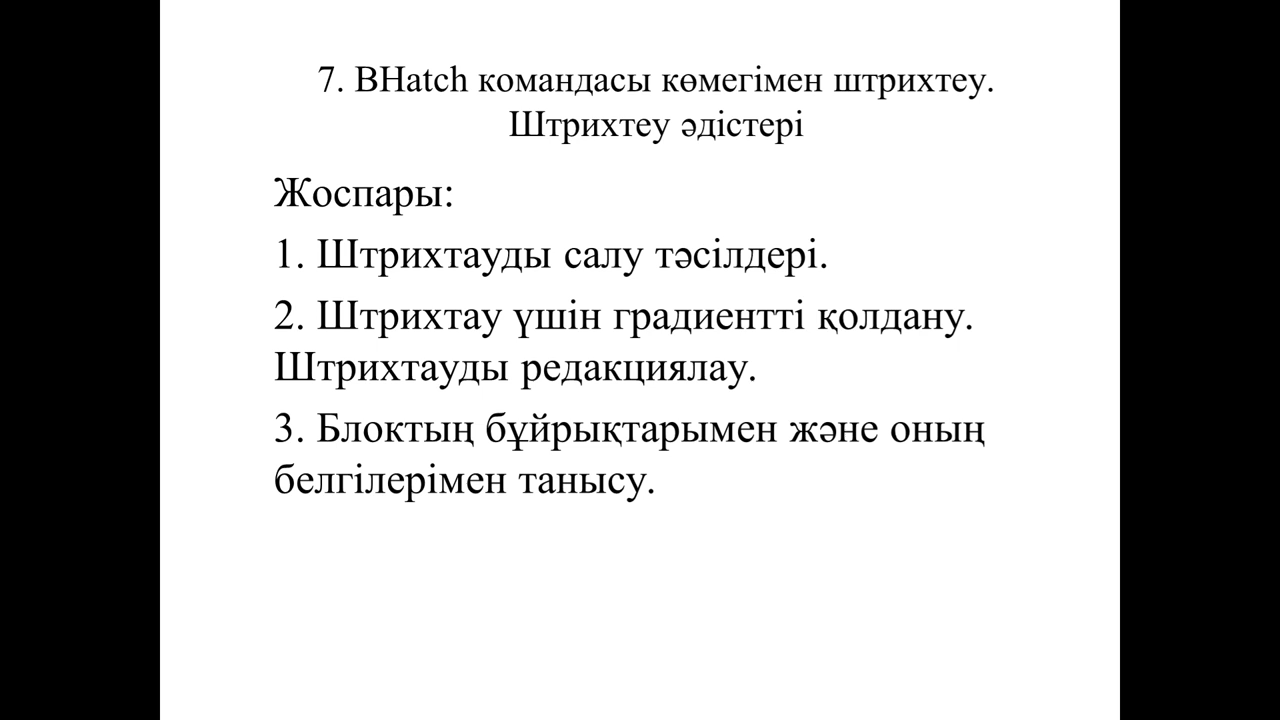 7. BHatch командасы көмегімен штрихтеу.
Штрихтеу әдістері
Жоспары:
1. Штрихтауды салу тәсілдері.
2. Штрихтау үшін градиентті қолдану.
Штрихтауды редакциялау.
3. Блоктың бұйрықтарымен және оның
белгілерімен танысу.